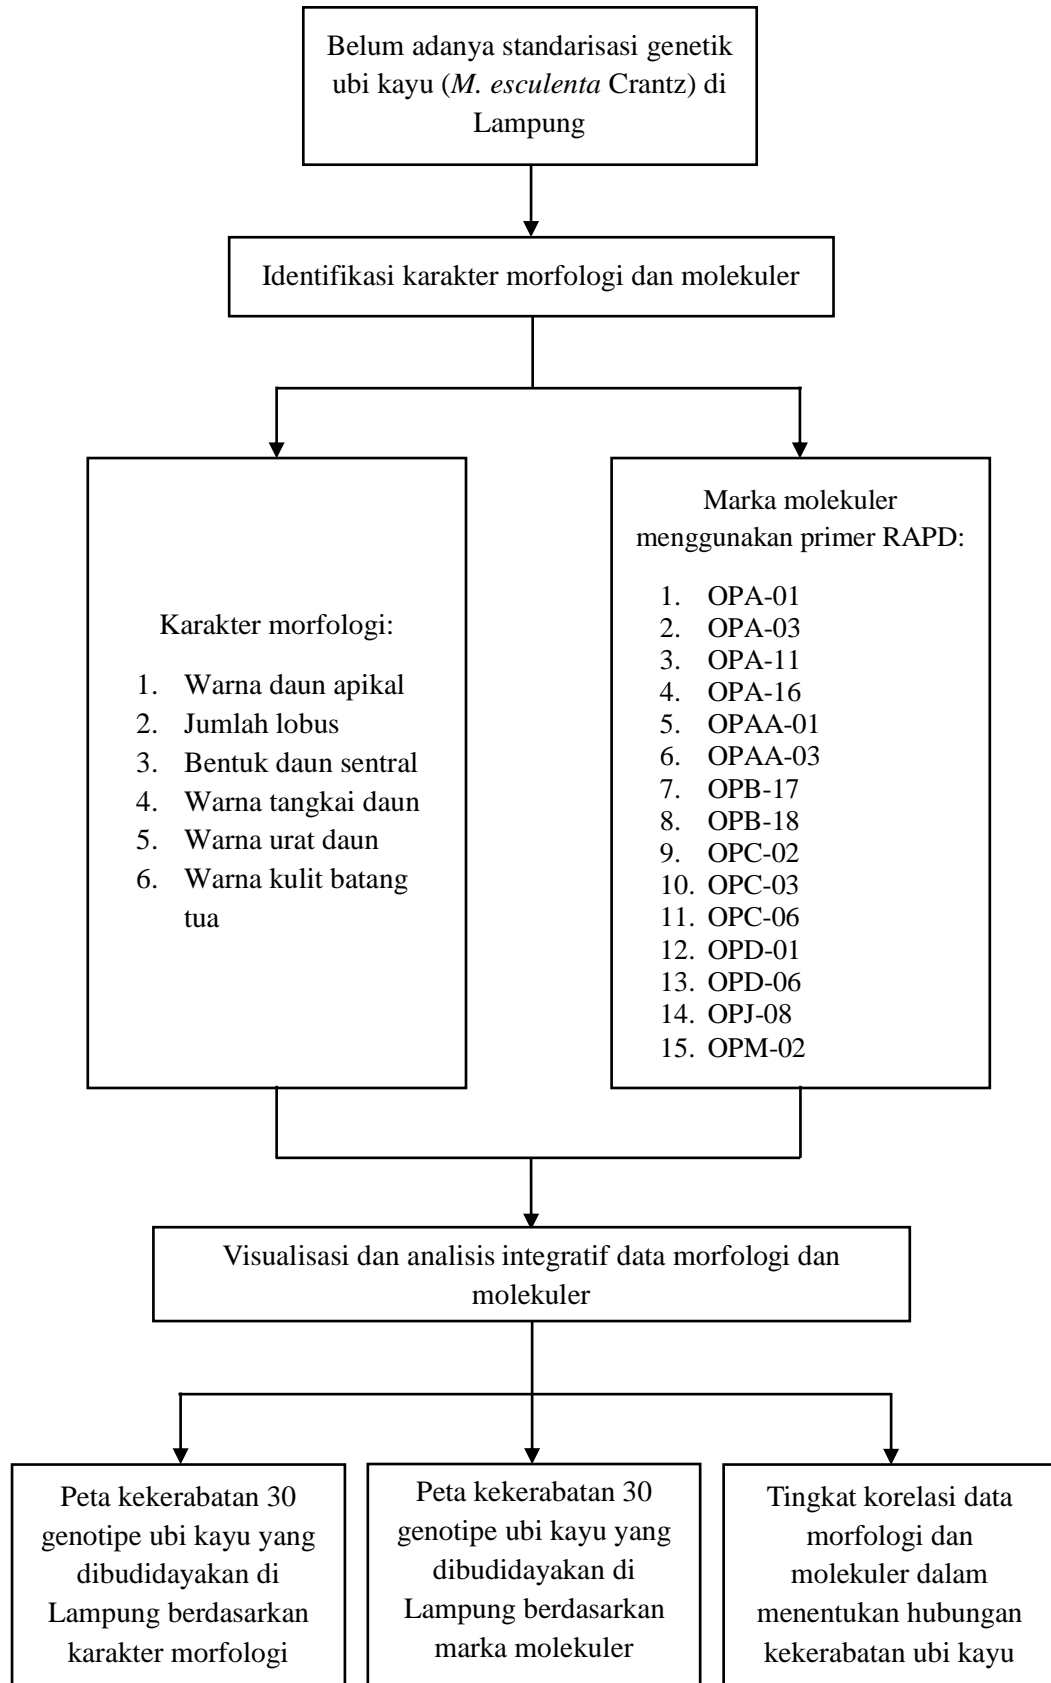 Belum adanya standarisasi genetik
ubi kayu (M. esculenta Crantz) di
Lampung
Identifikasi karakter morfologi dan molekuler
Karakter morfologi:
1. Warna daun apikal
2. Jumlah lobus
3. Bentuk daun sentral
4. Warna tangkai daun
5. Warna urat daun
6. Warna kulit batang
tua
Marka molekuler
menggunakan primer RAPD:
1. OPA-01
2. OPA-03
3. OPA-11
4. OPA-16
5. OPAA-01
6. OPAA-03
7. OPB-17
8. OPB-18
9. OPC-02
10. OPC-03
11. OPC-06
12. OPD-01
13. OPD-06
14. OPJ-08
15. OPM-02
Visualisasi dan analisis integratif data morfologi dan
molekuler
Peta kekerabatan 30
genotipe ubi kayu yang
dibudidayakan di
Lampung berdasarkan
karakter morfologi
Peta kekerabatan 30
genotipe ubi kayu yang
dibudidayakan di
Lampung berdasarkan
marka molekuler
Tingkat korelasi data
morfologi dan
molekuler dalam
menentukan hubungan
kekerabatan ubi kayu